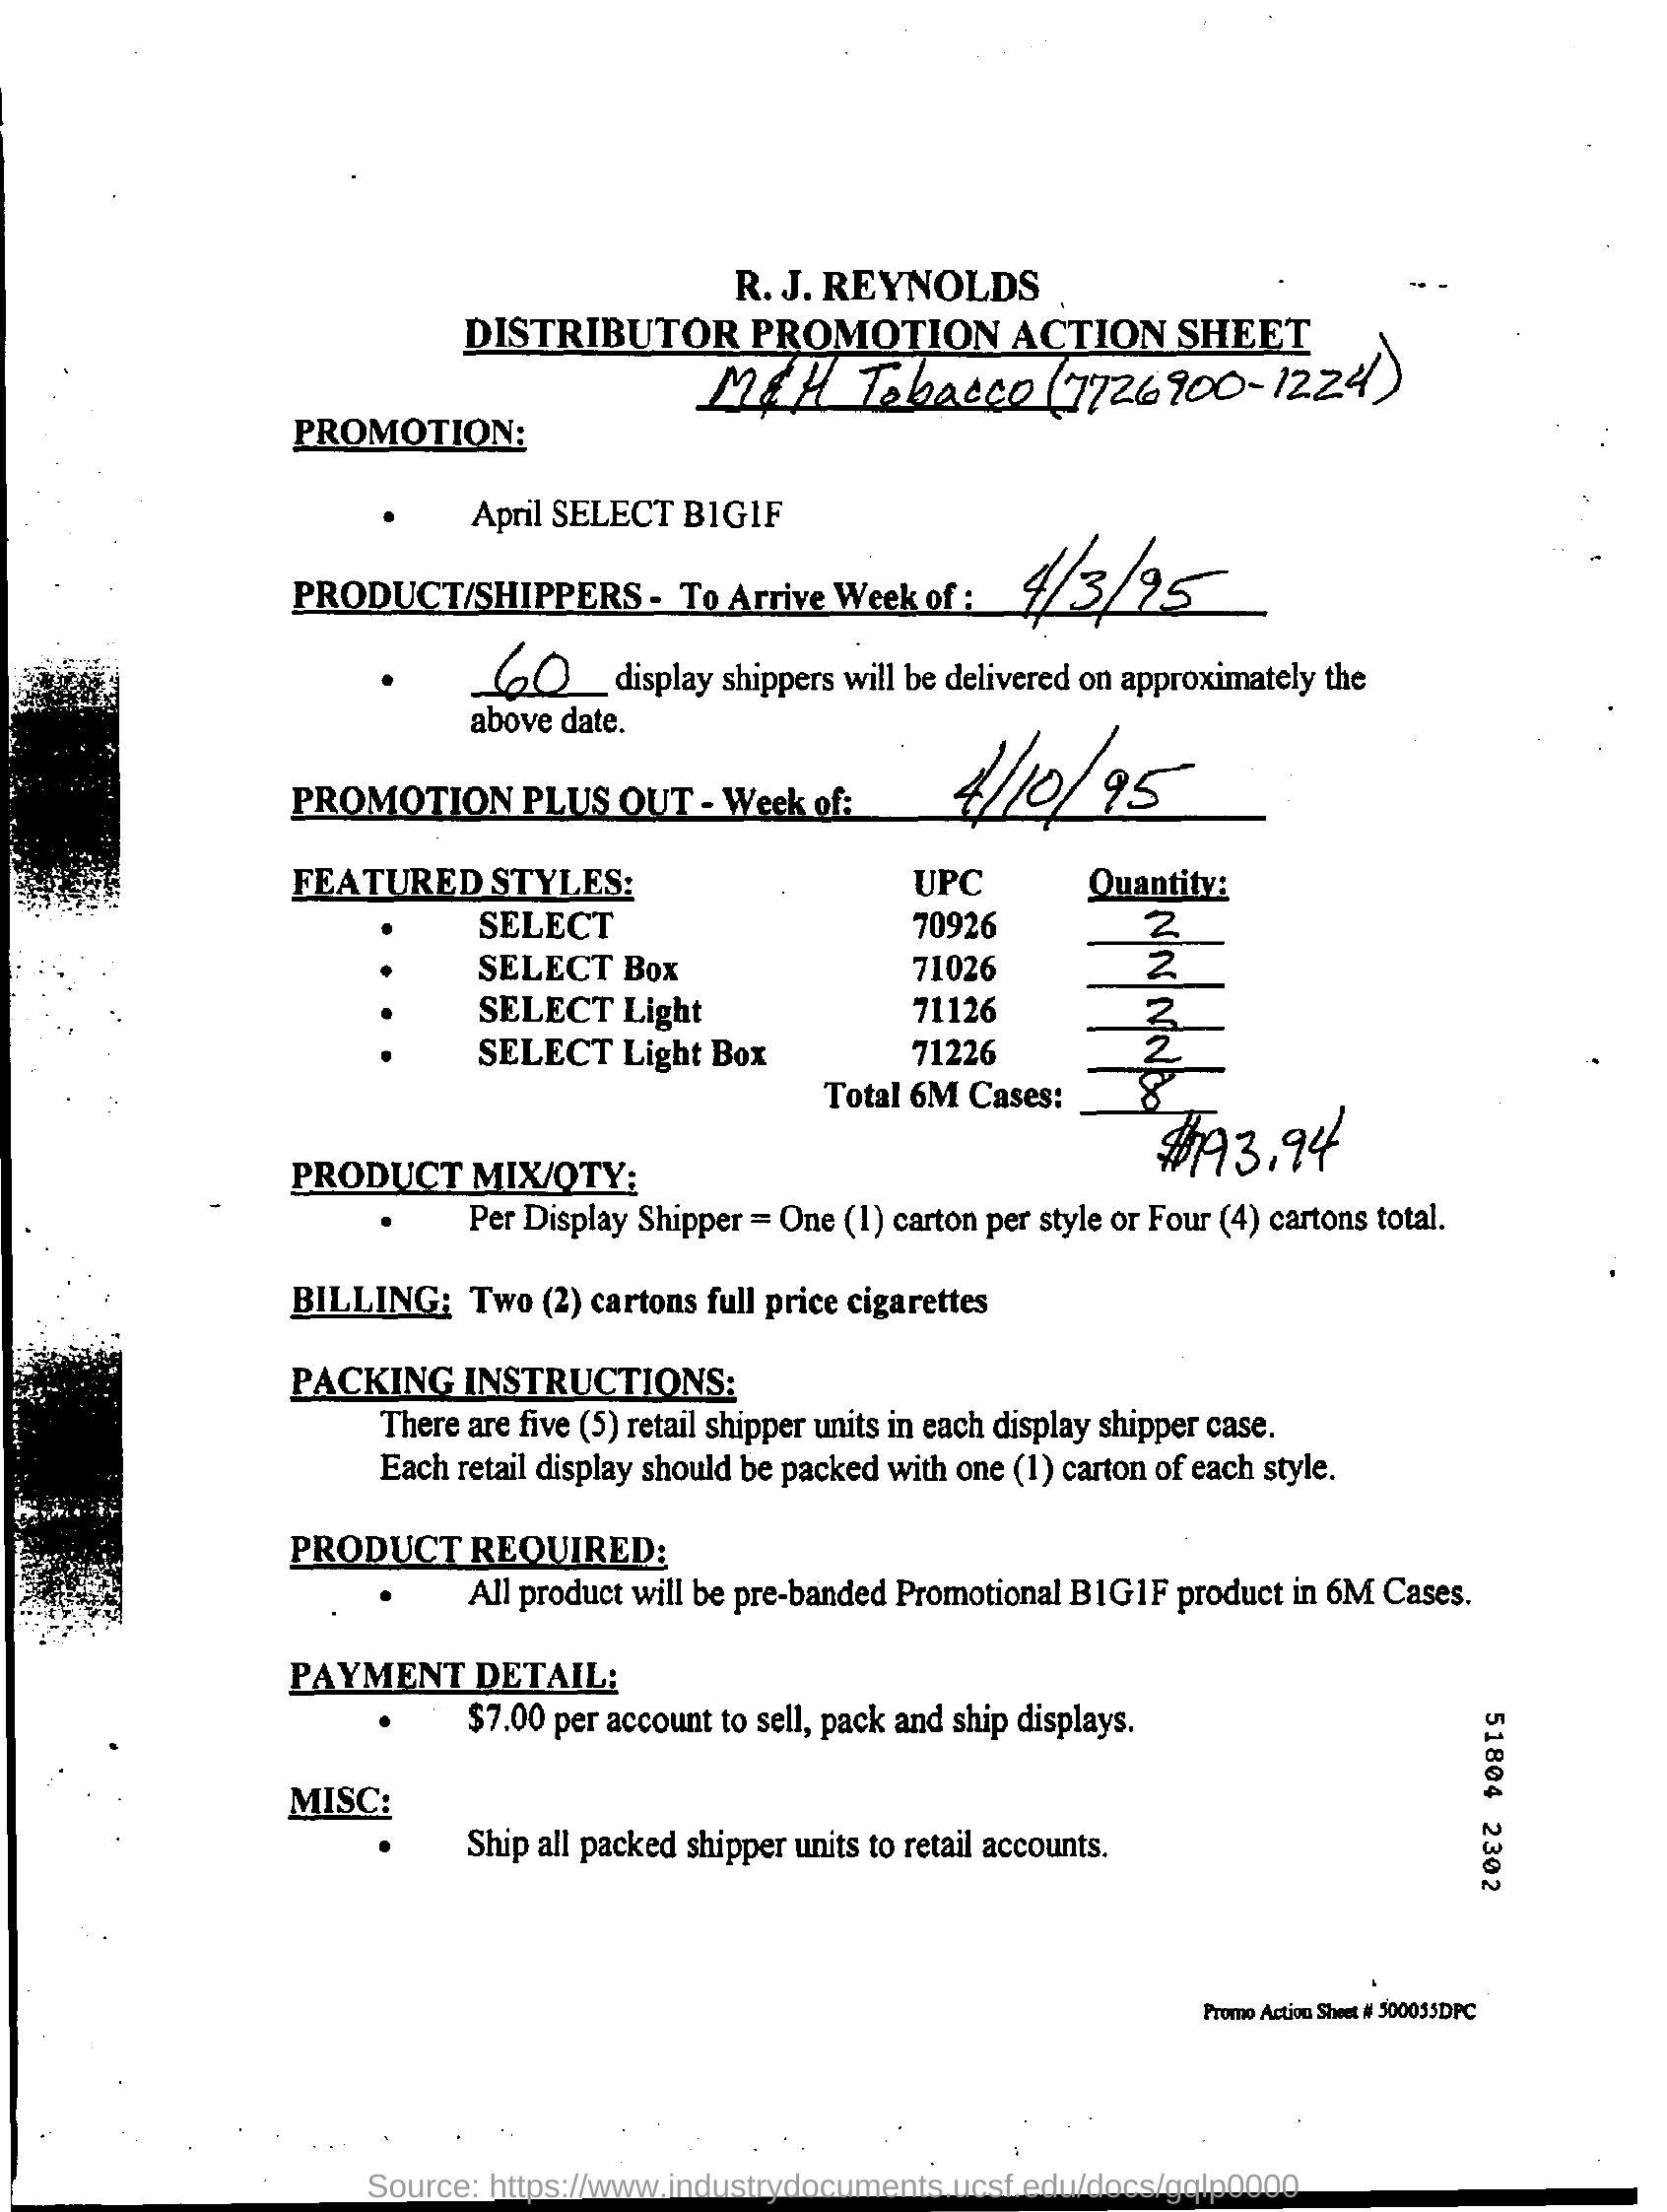 R. J. REYNOLDS
DISTRIBUTOR PROMOTION ACTION SHEET
M&H Tobacco (7726900-1224)
PROMOTION:
• April SELECT B1G1F
PRODUCT/SHIPPERS - To Arrive Week of : 4/3/95
• 60 display shippers will be delivered on approximately the
above date.
PROMOTION PLUS OUT - Week of: 4/10/95
FEATURED STYLES: UPC Quantity:
• SELECT 70926 2
• SELECT Box 71026 2
• SELECT Light 71126 2
• SELECT Light Box 71226 2
Total 6M Cases: 8
$193.94
PRODUCT MIX/QTY:
• Per Display Shipper = One (1) carton per style or Four (4) cartons total.
BILLING: Two (2) cartons full price cigarettes
PACKING INSTRUCTIONS:
There are five (5) retail shipper units in each display shipper case.
Each retail display should be packed with one (1) carton of each style.
PRODUCT REQUIRED:
• All product will be pre-banded Promotional B1G1F product in 6M Cases.
PAYMENT DETAIL:
• $7.00 per account to sell, pack and ship displays.
MISC:
• Ship all packed shipper units to retail accounts.
51804 2302
Promo Action Sheet # 500055DPC
Source: https://www.industrydocuments.ucsf.edu/docs/gqlp0000